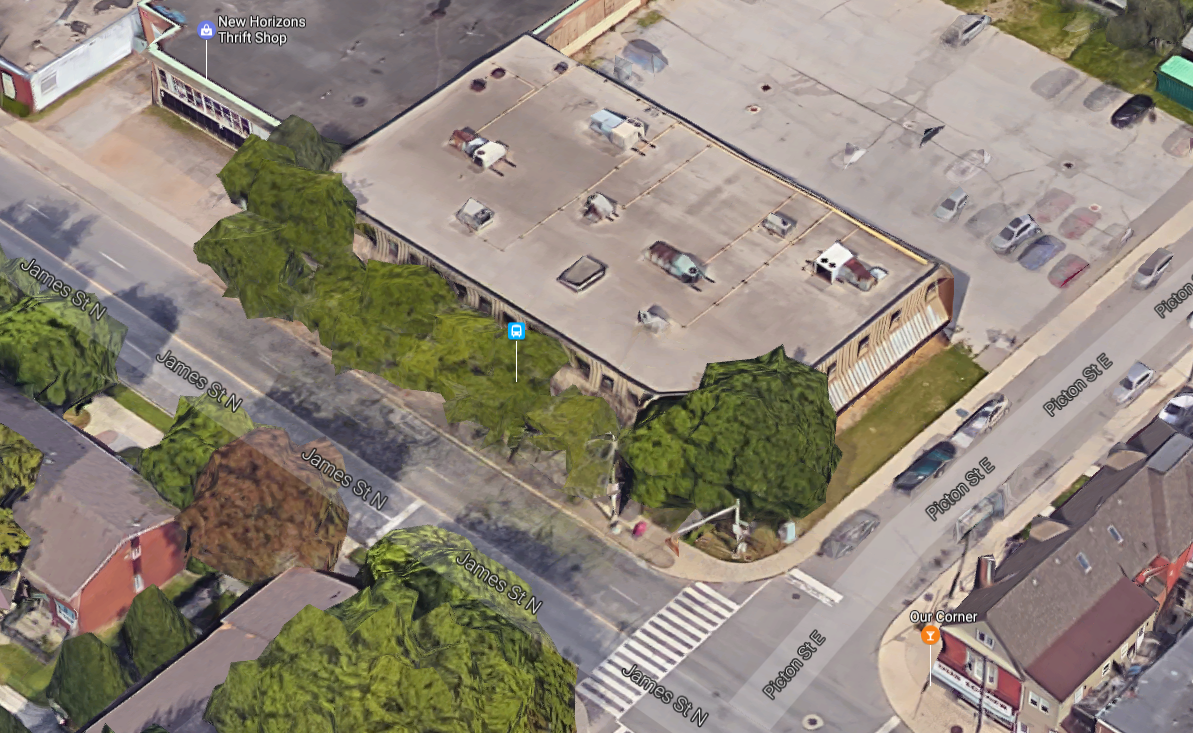 New Horizons
Thrift Shop
James St N
James St N
James St N
James St N
James St N
Picton St E
Picton St E
Picton St E
Picton
Our Corner